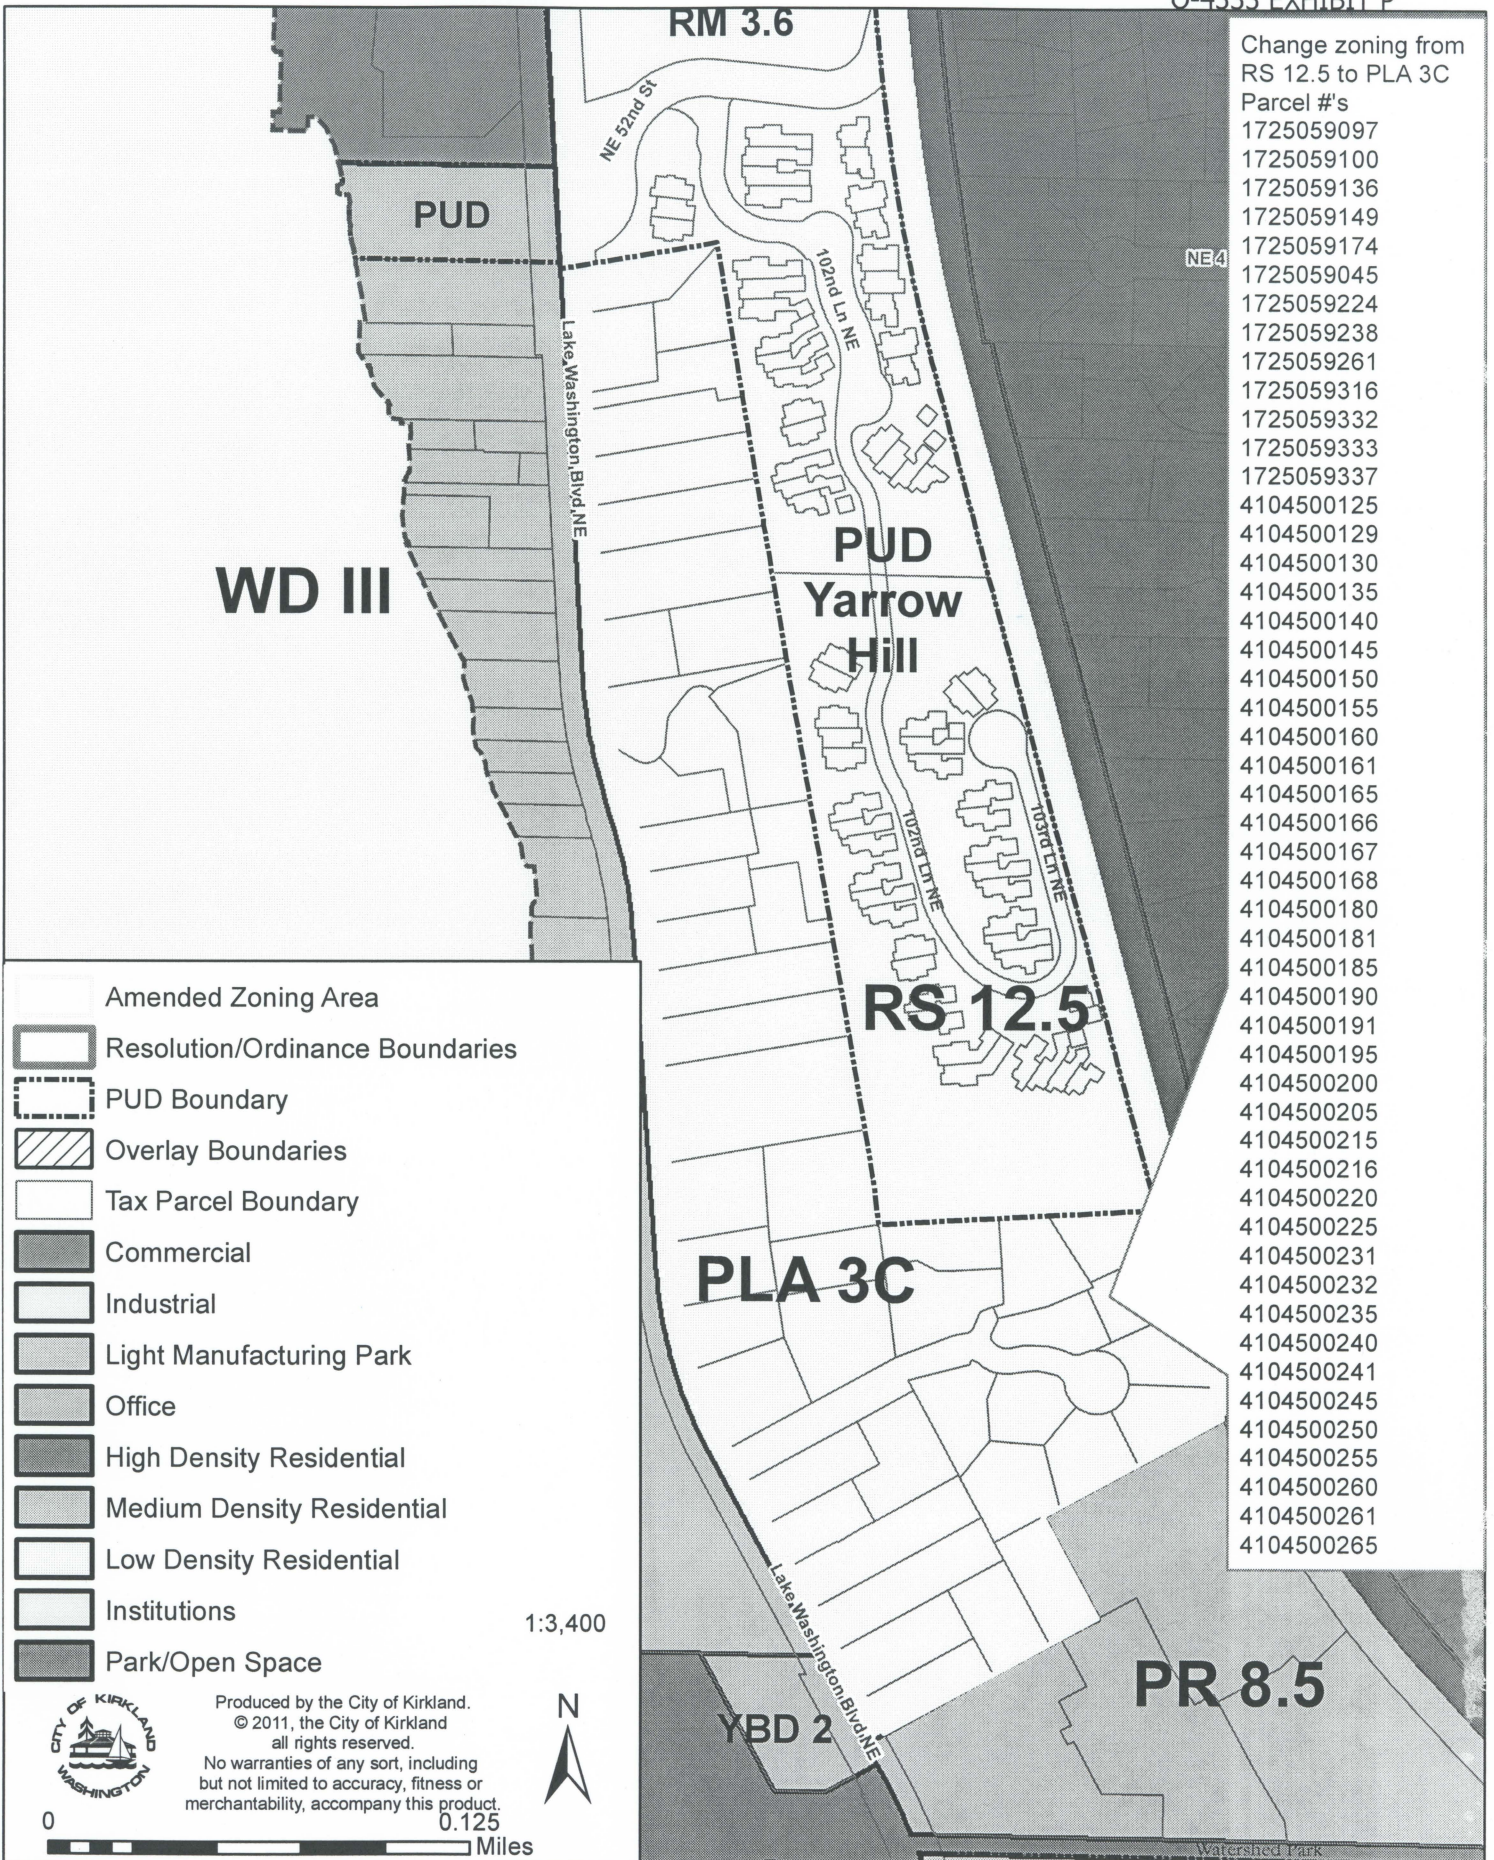 O-4333 EXHIBIT P
RM 3.6
NE 52nd St
PUD
102nd Ln NE
Lake Washington Blvd NE
NE 4
WD III
PUD
Yarrow
Hill
102nd Ln NE
103rd Ln NE
RS 12.5
PLA 3C
Lake Washington Blvd NE
YBD 2
PR 8.5
Watershed Park
Change zoning from
RS 12.5 to PLA 3C
Parcel #'s
1725059097
1725059100
1725059136
1725059149
1725059174
1725059045
1725059224
1725059238
1725059261
1725059316
1725059332
1725059333
1725059337
4104500125
4104500129
4104500130
4104500135
4104500140
4104500145
4104500150
4104500155
4104500160
4104500161
4104500165
4104500166
4104500167
4104500168
4104500180
4104500181
4104500185
4104500190
4104500191
4104500195
4104500200
4104500205
4104500215
4104500216
4104500220
4104500225
4104500231
4104500232
4104500235
4104500240
4104500241
4104500245
4104500250
4104500255
4104500260
4104500261
4104500265
Amended Zoning Area
Resolution/Ordinance Boundaries
PUD Boundary
Overlay Boundaries
Tax Parcel Boundary
Commercial
Industrial
Light Manufacturing Park
Office
High Density Residential
Medium Density Residential
Low Density Residential
Institutions
Park/Open Space
1:3,400
CITY OF KIRKLAND
WASHINGTON
Produced by the City of Kirkland.
© 2011, the City of Kirkland
all rights reserved.
No warranties of any sort, including
but not limited to accuracy, fitness or
merchantability, accompany this product.
N
0 0.125
Miles